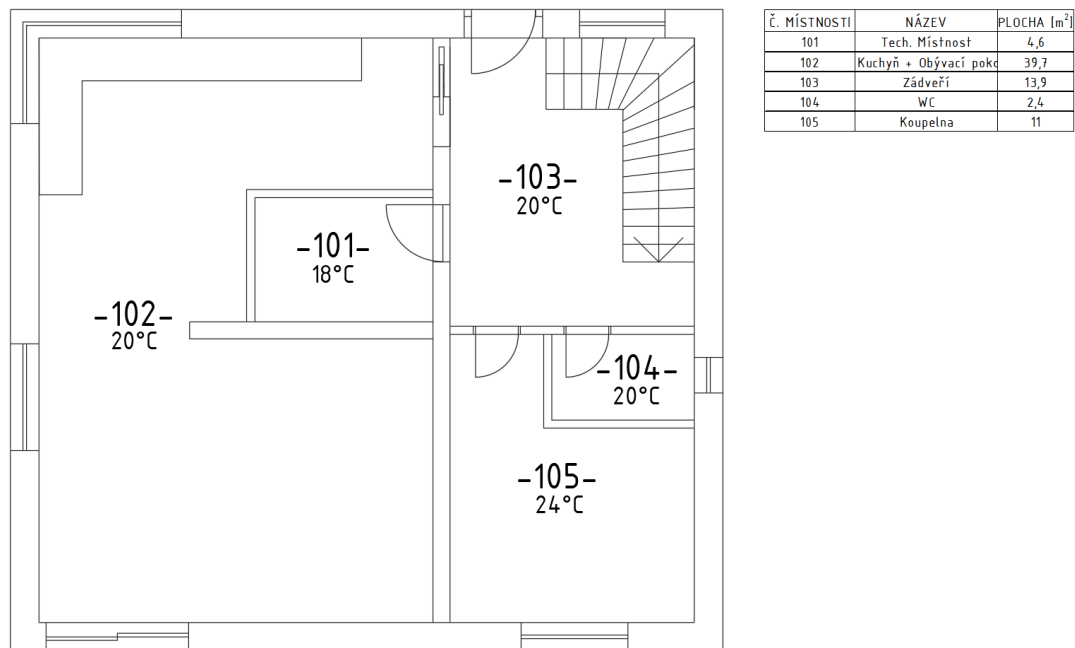 -103-
20°C
-101-
18°C
-102-
20°C
-104-
20°C
-105-
24°C
Č. MÍSTNOSTI NÁZEV PLOCHA [m²]
101 Tech. Místnost 4,6
102 Kuchyň + Obývací poko 39,7
103 Zádveří 13,9
104 WC 2,4
105 Koupelna 11